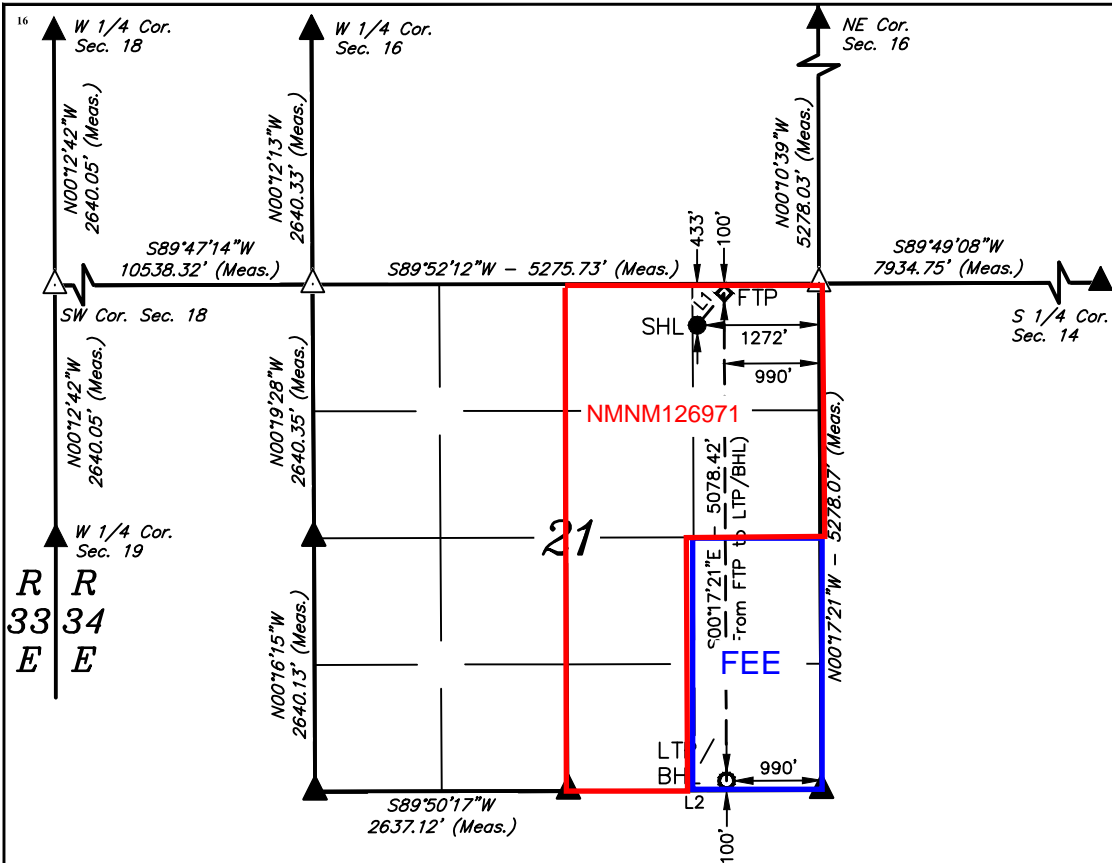 16
W 1/4 Cor.
Sec. 18
W 1/4 Cor.
Sec. 16
NE Cor.
Sec. 16
N00°12'42"W
2640.05' (Meas.)
N00°12'13"W
2640.33' (Meas.)
N00°10'39"W
5278.03' (Meas.)
S89°47'14"W
10538.32' (Meas.)
S89°52'12"W - 5275.73' (Meas.)
433'
100'
S89°49'08"W
7934.75' (Meas.)
SW Cor. Sec. 18
S 1/4 Cor.
Sec. 14
L1
FTP
SHL
1272'
990'
N00°12'42"W
2640.05' (Meas.)
N00°19'28"W
2640.35' (Meas.)
NMNM126971
S00°17'21"E - 5078.42'
From FTP to LTP/BHL)
N00°17'21"W - 5278.07' (Meas.)
W 1/4 Cor.
Sec. 19
21
R R
33 34
E E
N00°16'15"W
2640.13' (Meas.)
FEE
LTP/
BHL
990'
L2
S89°50'17"W
2637.12' (Meas.)
100'